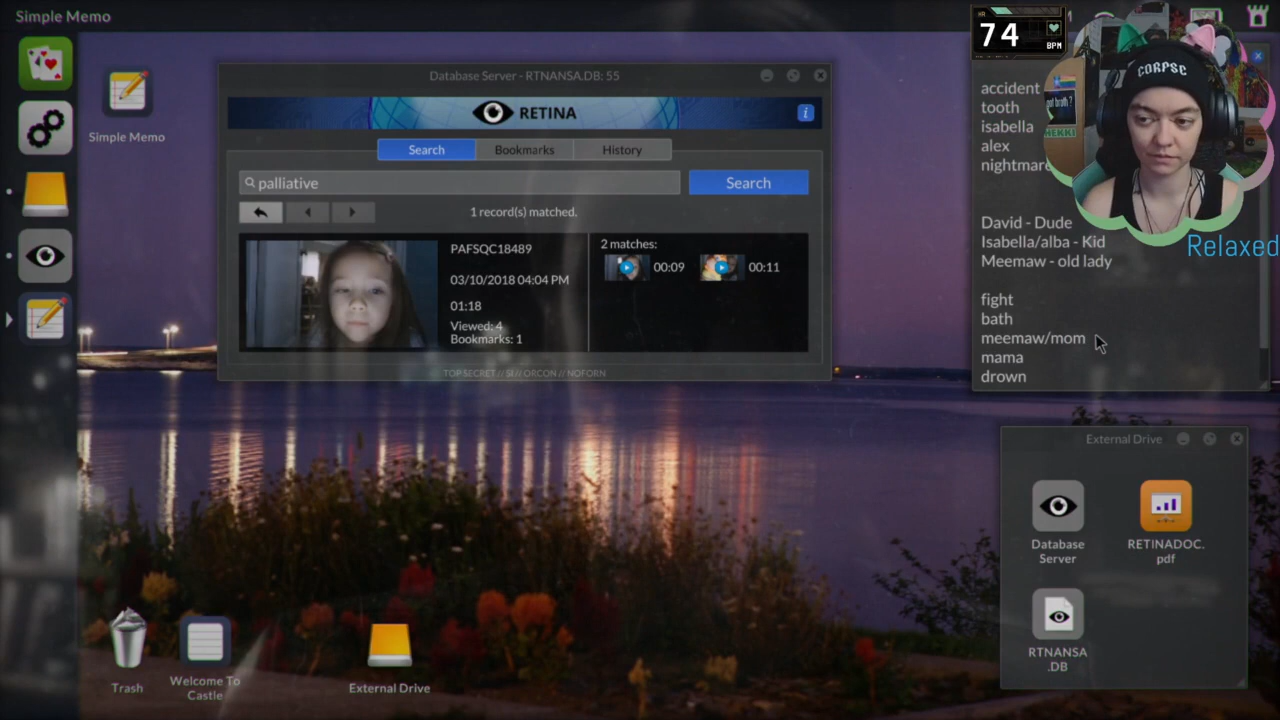 Simple Memo
Simple Memo
Database Server - RTNANSA.DB: 55
RETINA
i
Search
Bookmarks
History
palliative
Search
1 record(s) matched.
PAFSQC18489
03/10/2018 04:04 PM
01:18
Viewed: 4
Bookmarks: 1
2 matches:
00:09
00:11
TOP SECRET // SI // ORCON // NOFORN
HR
74
BPM
CORPSE
got broth ?
HEKKI
Relaxed
accident
tooth
isabella
alex
nightmare
David - Dude
Isabella/alba - Kid
Meemaw - old lady
fight
bath
meemaw/mom
mama
drown
External Drive
Database
Server
RETINADOC.
pdf
RTNANSA
.DB
Trash
Welcome To
Castle
External Drive